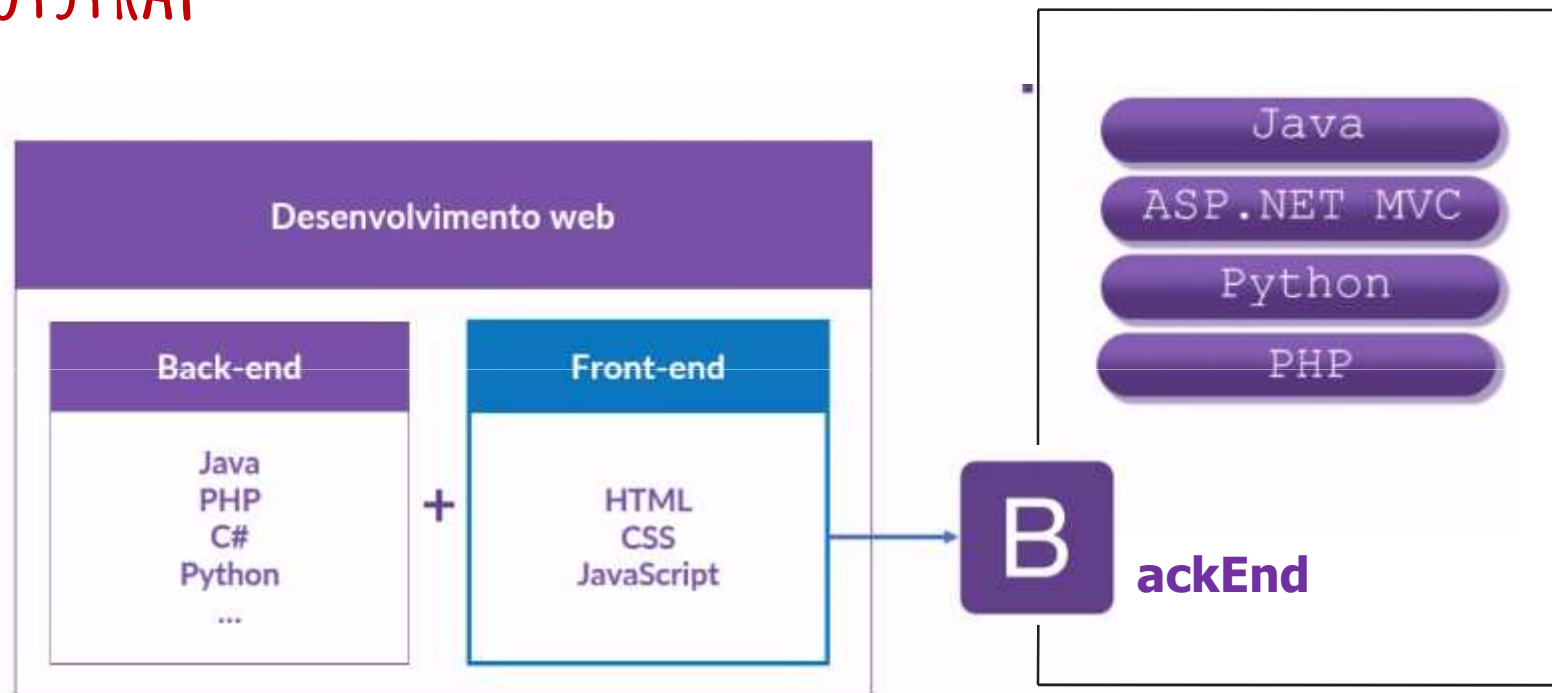 Desenvolvimento web
Back-end
Java
PHP
C#
Python
...
+
Front-end
HTML
CSS
JavaScript
Java
ASP.NET MVC
Python
PHP
B
ackEnd